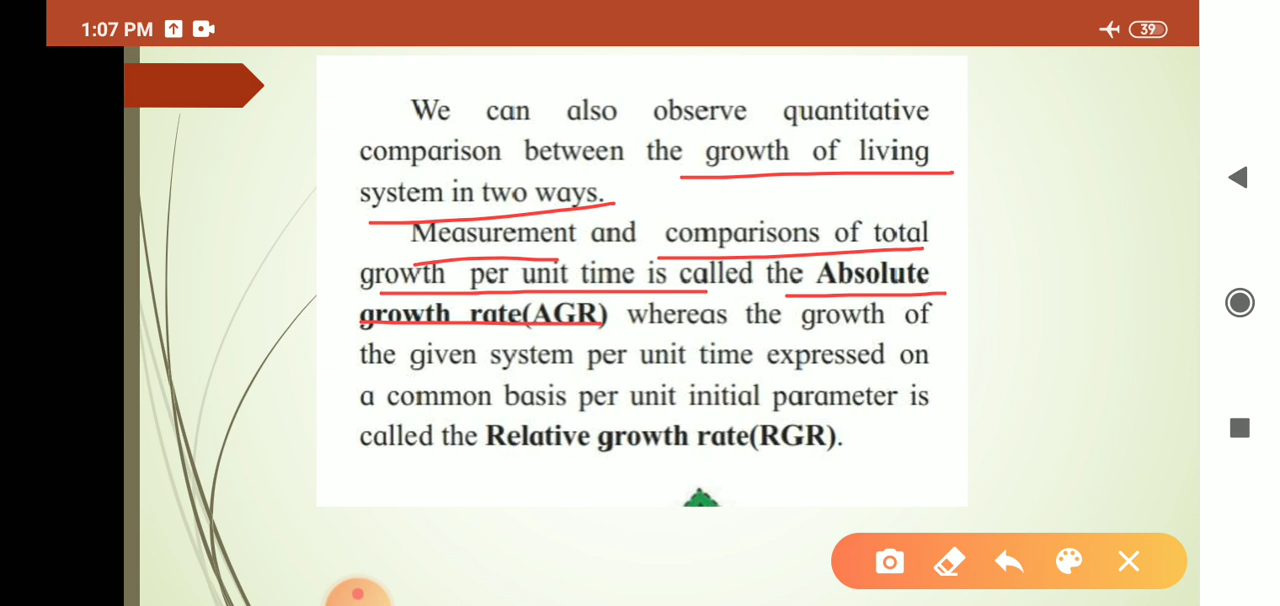 1:07 PM
39
We can also observe quantitative
comparison between the growth of living
system in two ways.
Measurement and comparisons of total
growth per unit time is called the Absolute
growth rate(AGR) whereas the growth of
the given system per unit time expressed on
a common basis per unit initial parameter is
called the Relative growth rate(RGR).